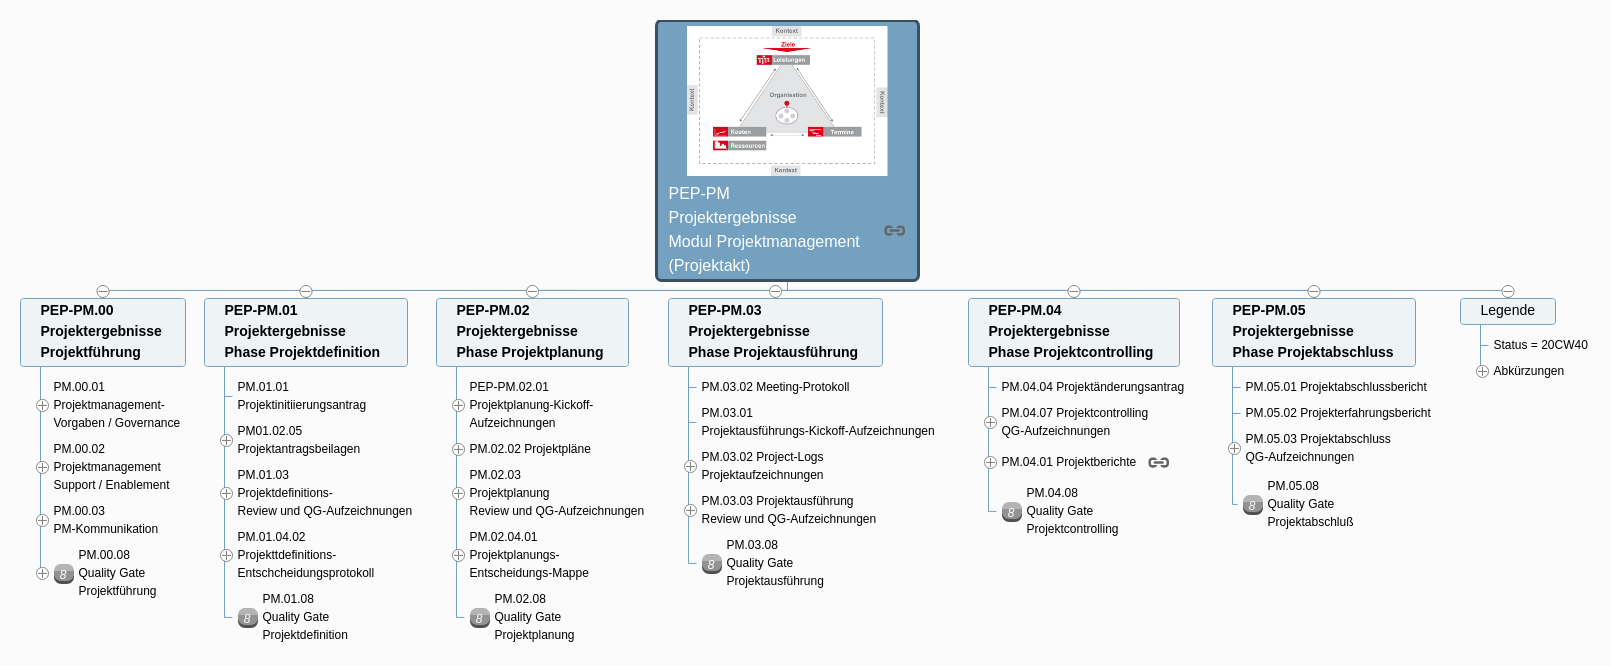 Kontext
Ziele
Leistungen
Kontext
Organisation
Kontext
Kosten
Termine
Ressourcen
Kontext
PEP-PM
Projektergebnisse
Modul Projektmanagement
(Projektakt)
PEP-PM.00
Projektergebnisse
Projektführung
PM.00.01
Projektmanagement-
Vorgaben / Governance
PM.00.02
Projektmanagement
Support / Enablement
PM.00.03
PM-Kommunikation
PM.00.08
8 Quality Gate
Projektführung
PEP-PM.01
Projektergebnisse
Phase Projektdefinition
PM.01.01
Projektinitiierungsantrag
PM01.02.05
Projektantragsbeilagen
PM.01.03
Projektdefinitions-
Review und QG-Aufzeichnungen
PM.01.04.02
Projekttdefinitions-
Entschcheidungsprotokoll
PM.01.08
8 Quality Gate
Projektdefinition
PEP-PM.02
Projektergebnisse
Phase Projektplanung
PEP-PM.02.01
Projektplanung-Kickoff-
Aufzeichnungen
PM.02.02 Projektpläne
PM.02.03
Projektplanung
Review und QG-Aufzeichnungen
PM.02.04.01
Projektplanungs-
Entscheidungs-Mappe
PM.02.08
8 Quality Gate
Projektplanung
PEP-PM.03
Projektergebnisse
Phase Projektausführung
PM.03.02 Meeting-Protokoll
PM.03.01
Projektausführungs-Kickoff-Aufzeichnungen
PM.03.02 Project-Logs
Projektaufzeichnungen
PM.03.03 Projektausführung
Review und QG-Aufzeichnungen
PM.03.08
8 Quality Gate
Projektausführung
PEP-PM.04
Projektergebnisse
Phase Projektcontrolling
PM.04.04 Projektänderungsantrag
PM.04.07 Projektcontrolling
QG-Aufzeichnungen
PM.04.01 Projektberichte
PM.04.08
8 Quality Gate
Projektcontrolling
PEP-PM.05
Projektergebnisse
Phase Projektabschluss
PM.05.01 Projektabschlussbericht
PM.05.02 Projekterfahrungsbericht
PM.05.03 Projektabschluss
QG-Aufzeichnungen
PM.05.08
8 Quality Gate
Projektabschluß
Legende
Status = 20CW40
Abkürzungen